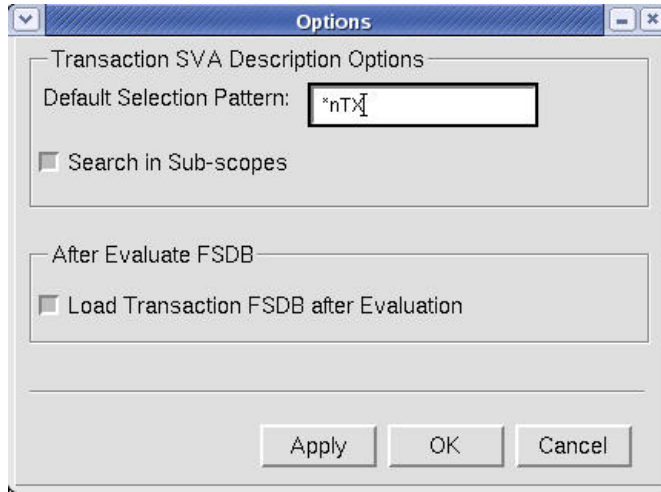 Options
Transaction SVA Description Options
Default Selection Pattern: *nTX
Search in Sub-scopes
After Evaluate FSDB
Load Transaction FSDB after Evaluation
Apply OK Cancel